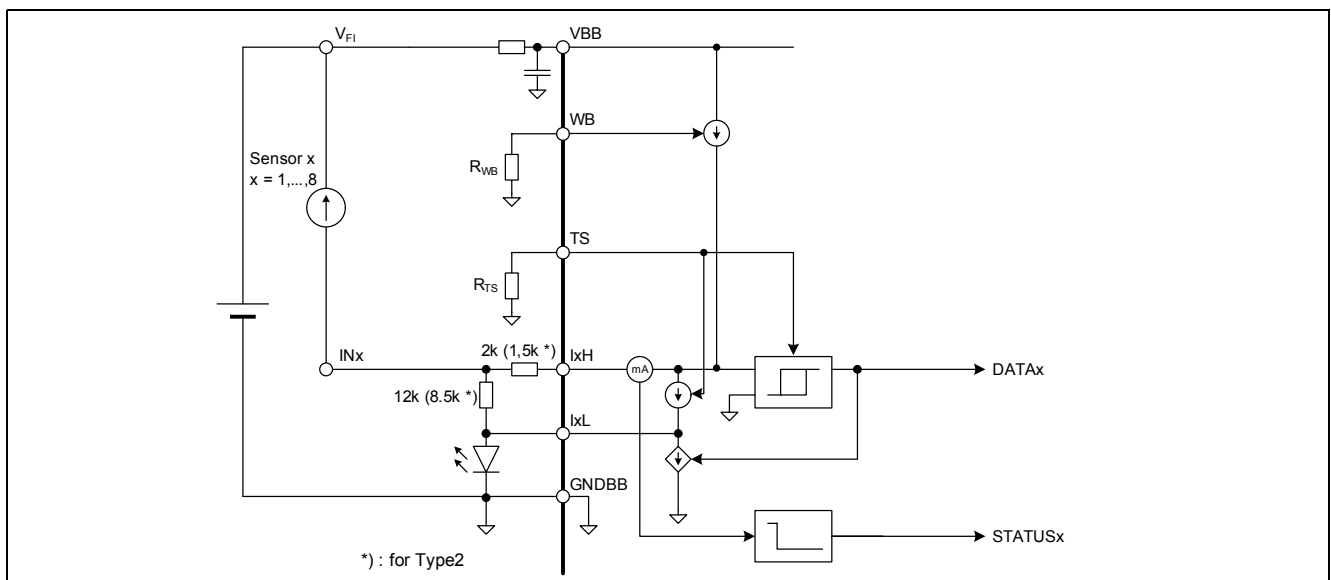 V_FI
VBB
WB
R_WB
Sensor x
x = 1,...,8
TS
R_TS
INx
2k (1,5k *)
IxH
mA
DATAx
12k (8.5k *)
IxL
GNDBB
STATUSx
*) : for Type2